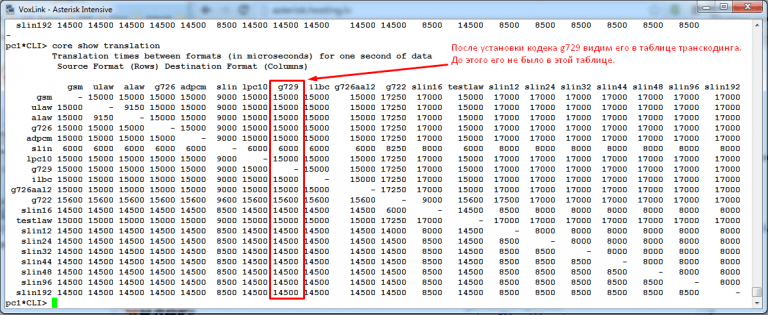 VoxLink - Asterisk Intensive
slin192 14500 14500 14500 14500 14500 8500 14500 14500 14500 14500 14500 8500 14500 8500 8500 8500 8500 8500 8500
-
pc1*CLI> core show translation
Translation times between formats (in microseconds) for one second of data
Source Format (Rows) Destination Format (Columns)
После установки кодека g729 видим его в таблице транскодинга.
До этого его не было в этой таблице.
gsm ulaw alaw g726 adpcm slin lpc10 g729 ilbc g726aal2 g722 slin16 testlaw slin12 slin24 slin32 slin44 slin48 slin96 slin192
gsm - 15000 15000 15000 15000 9000 15000 15000 15000 15000 17250 17000 15000 17000 17000 17000 17000 17000 17000 17000
ulaw 15000 - 9150 15000 15000 9000 15000 15000 15000 15000 17250 17000 15000 17000 17000 17000 17000 17000 17000 17000
alaw 15000 9150 - 15000 15000 9000 15000 15000 15000 15000 17250 17000 15000 17000 17000 17000 17000 17000 17000 17000
g726 15000 15000 15000 - 15000 9000 15000 15000 15000 15000 17250 17000 15000 17000 17000 17000 17000 17000 17000 17000
adpcm 15000 15000 15000 15000 - 9000 15000 15000 15000 15000 17250 17000 15000 17000 17000 17000 17000 17000 17000 17000
slin 6000 6000 6000 6000 6000 - 6000 6000 6000 6000 8250 8000 6000 8000 8000 8000 8000 8000 8000 8000
lpc10 15000 15000 15000 15000 15000 9000 - 15000 15000 15000 17250 17000 15000 17000 17000 17000 17000 17000 17000 17000
g729 15000 15000 15000 15000 15000 9000 15000 - 15000 15000 17250 17000 15000 17000 17000 17000 17000 17000 17000 17000
ilbc 15000 15000 15000 15000 15000 9000 15000 15000 - 15000 17250 17000 15000 17000 17000 17000 17000 17000 17000 17000
g726aal2 15000 15000 15000 15000 15000 9000 15000 15000 15000 - 17250 17000 15000 17000 17000 17000 17000 17000 17000 17000
g722 15600 15600 15600 15600 15600 9600 15600 15600 15600 15600 - 9000 15600 17500 17000 17000 17000 17000 17000 17000
slin16 14500 14500 14500 14500 14500 8500 14500 14500 14500 14500 6000 - 14500 8500 8000 8000 8000 8000 8000 8000
testlaw 15000 15000 15000 15000 15000 9000 15000 15000 15000 15000 17250 17000 - 17000 17000 17000 17000 17000 17000 17000
slin12 14500 14500 14500 14500 14500 8500 14500 14500 14500 14500 14000 8000 14500 - 8000 8000 8000 8000 8000 8000
slin24 14500 14500 14500 14500 14500 8500 14500 14500 14500 14500 14500 8500 14500 8500 - 8000 8000 8000 8000 8000
slin32 14500 14500 14500 14500 14500 8500 14500 14500 14500 14500 14500 8500 14500 8500 8500 - 8000 8000 8000 8000
slin44 14500 14500 14500 14500 14500 8500 14500 14500 14500 14500 14500 8500 14500 8500 8500 8500 - 8000 8000 8000
slin48 14500 14500 14500 14500 14500 8500 14500 14500 14500 14500 14500 8500 14500 8500 8500 8500 8500 - 8000 8000
slin96 14500 14500 14500 14500 14500 8500 14500 14500 14500 14500 14500 8500 14500 8500 8500 8500 8500 8500 - 8000
slin192 14500 14500 14500 14500 14500 8500 14500 14500 14500 14500 14500 8500 14500 8500 8500 8500 8500 8500 8500 -
pc1*CLI>